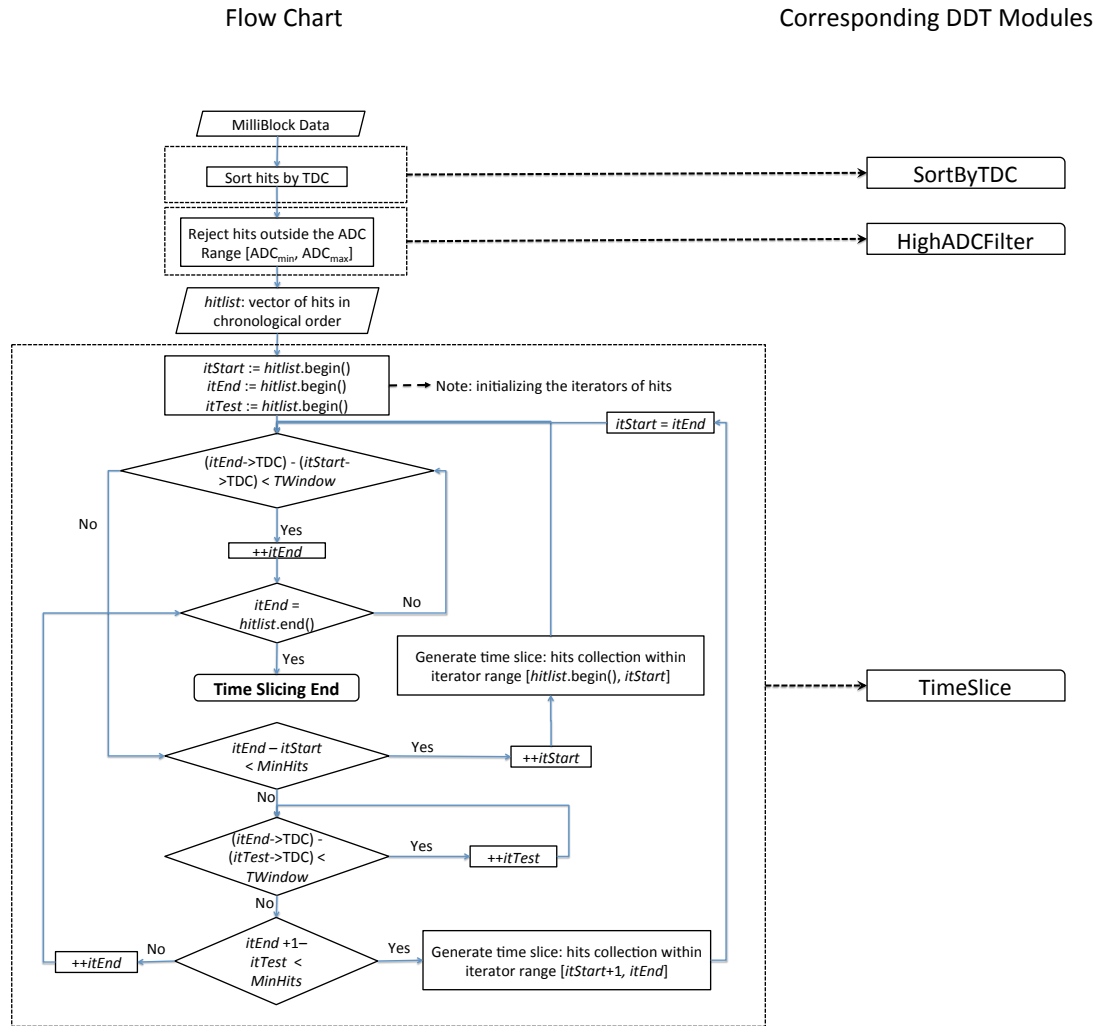 Flow Chart
Corresponding DDT Modules
MilliBlock Data
Sort hits by TDC
SortByTDC
Reject hits outside the ADC
Range [ADCmin, ADCmax]
HighADCFilter
hitlist: vector of hits in
chronological order
itStart := hitlist.begin()
itEnd := hitlist.begin()
itTest := hitlist.begin()
Note: initializing the iterators of hits
itStart = itEnd
(itEnd->TDC) - (itStart-
>TDC) < TWindow
No
Yes
++itEnd
itEnd =
hitlist.end()
No
Yes
Time Slicing End
Generate time slice: hits collection within
iterator range [hitlist.begin(), itStart]
TimeSlice
itEnd – itStart
< MinHits
Yes
++itStart
No
(itEnd->TDC) -
(itTest->TDC) <
TWindow
Yes
++itTest
No
itEnd +1–
itTest <
MinHits
No
++itEnd
Yes
Generate time slice: hits collection within
iterator range [itStart+1, itEnd]